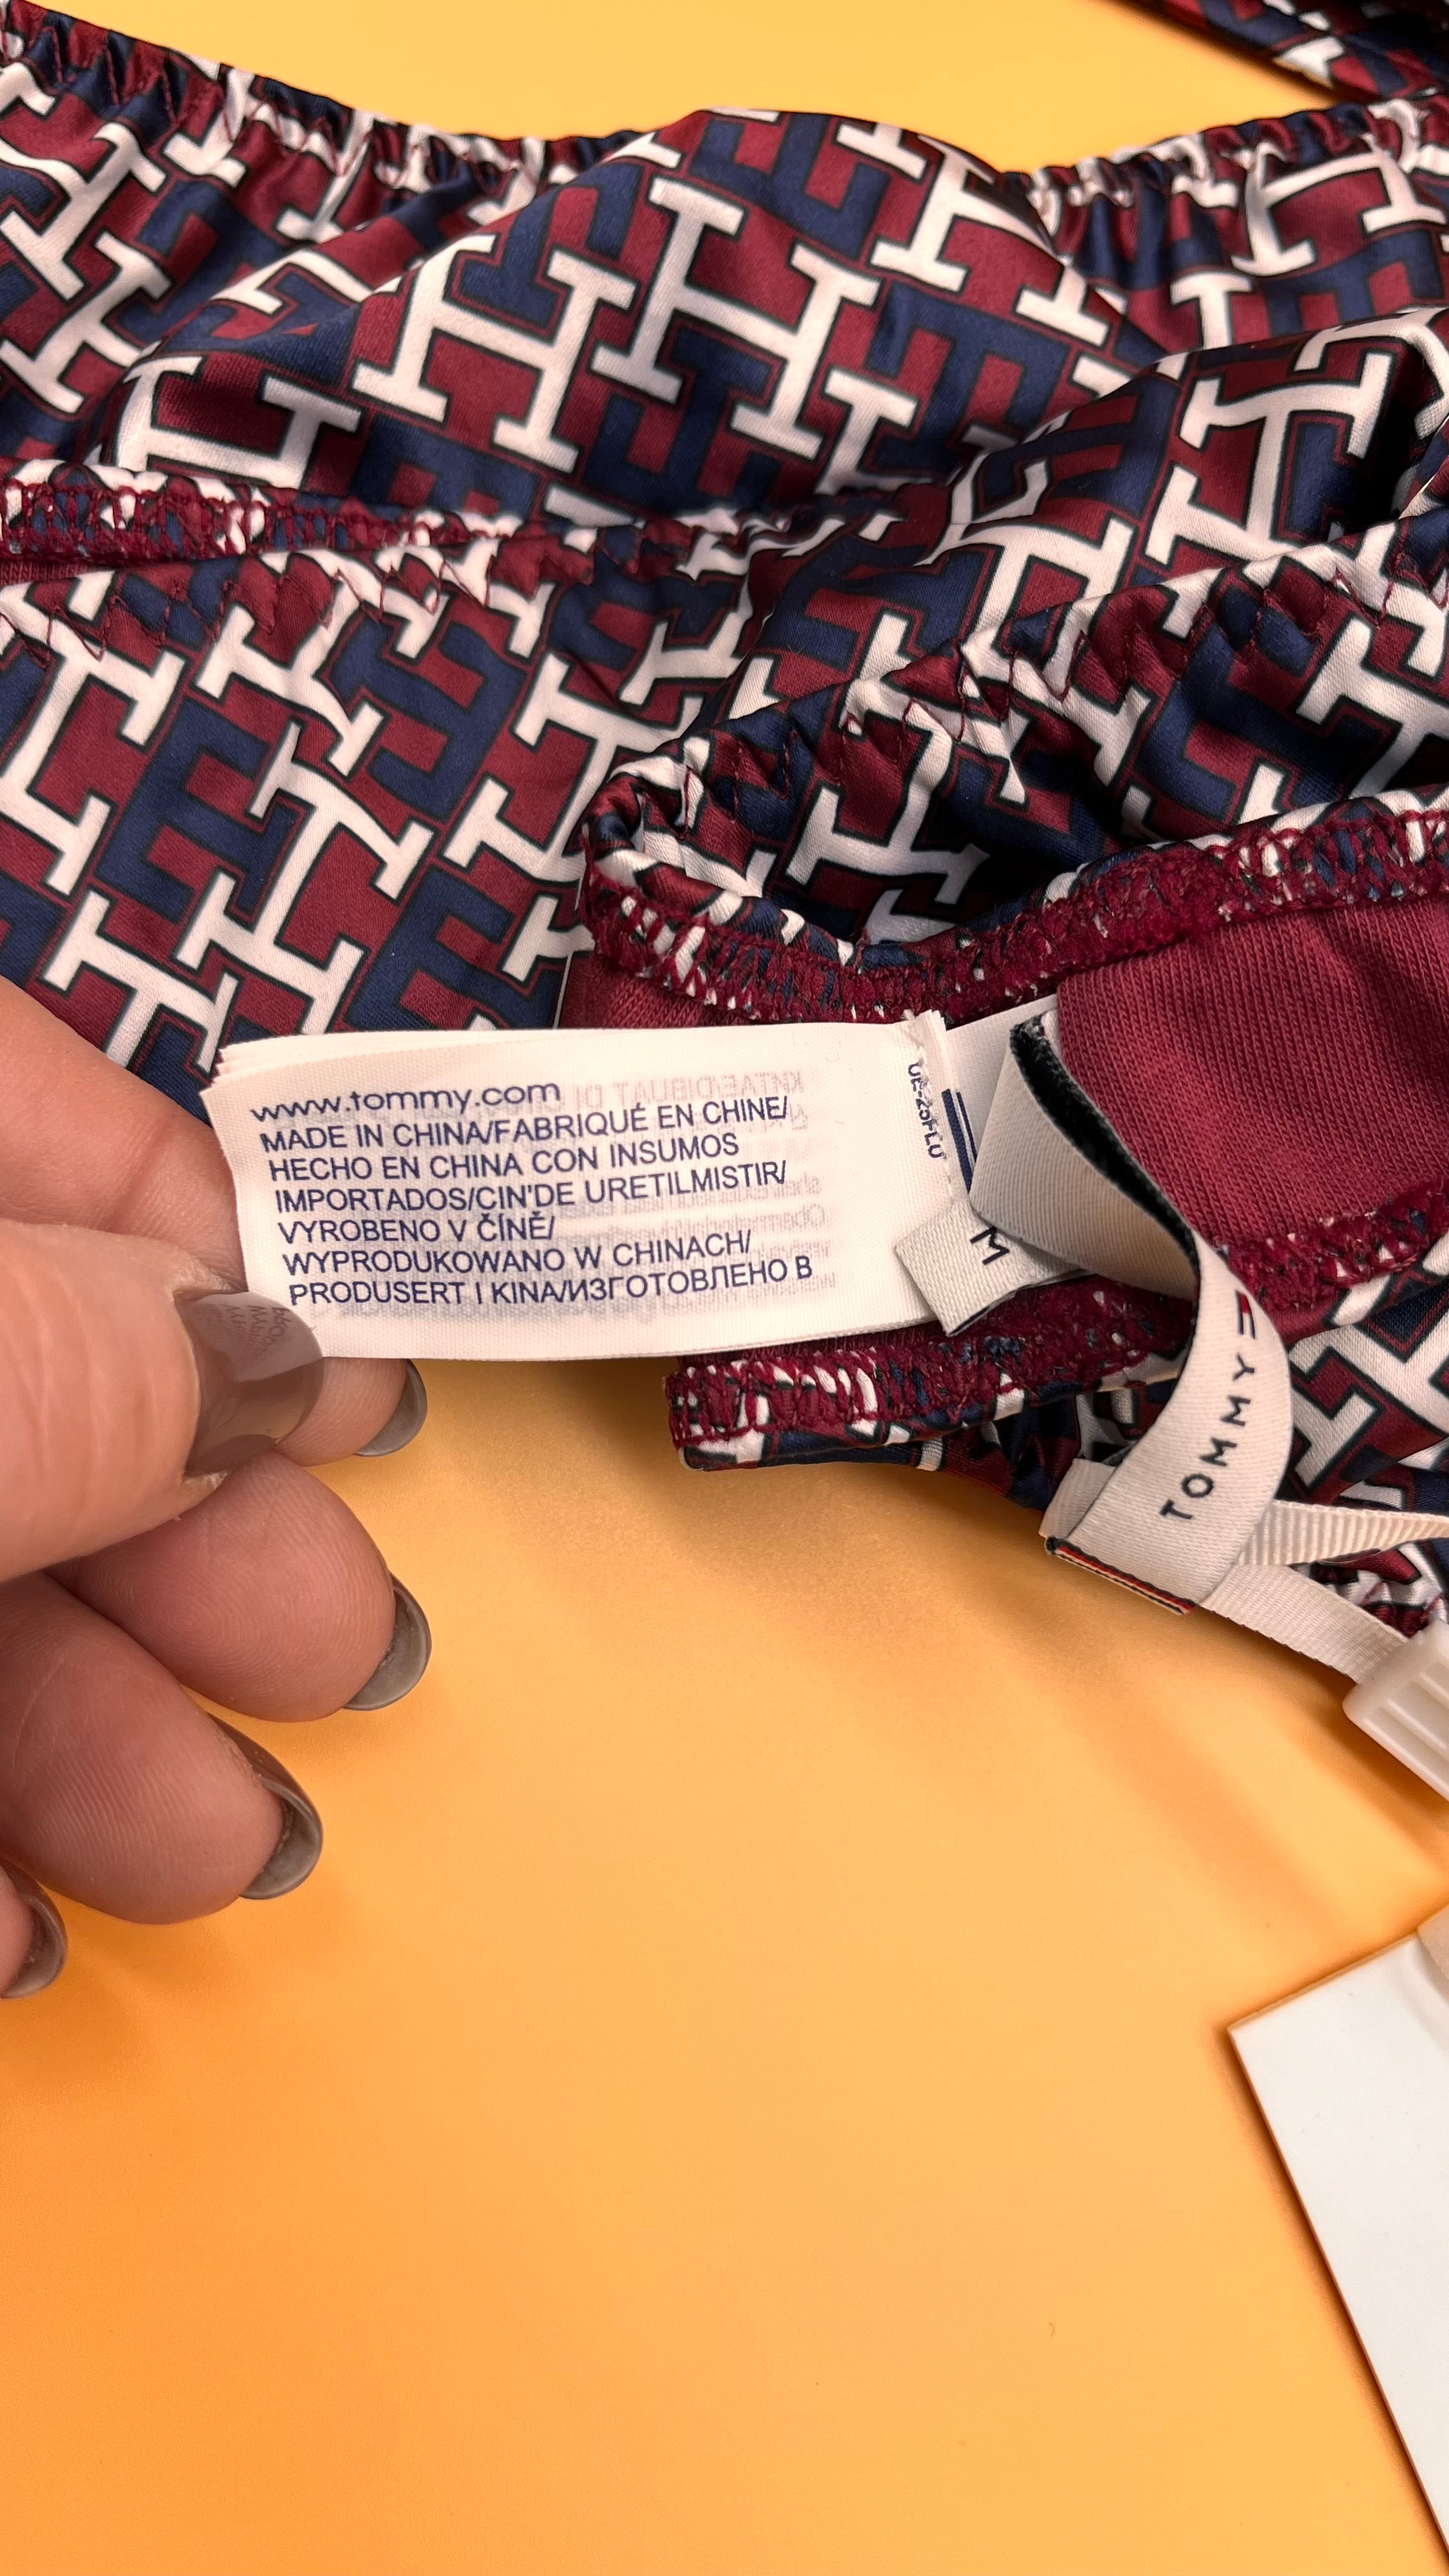 www.tommy.com
MADE IN CHINA/FABRIQUÉ EN CHINE/
HECHO EN CHINA CON INSUMOS
IMPORTADOS/CIN'DE URETILMISTIR/
VYROBENO V ČÍNĚ/
WYPRODUKOWANO W CHINACH/
PRODUSERT I KINA/ИЗГОТОВЛЕНО В
M
TOMMY